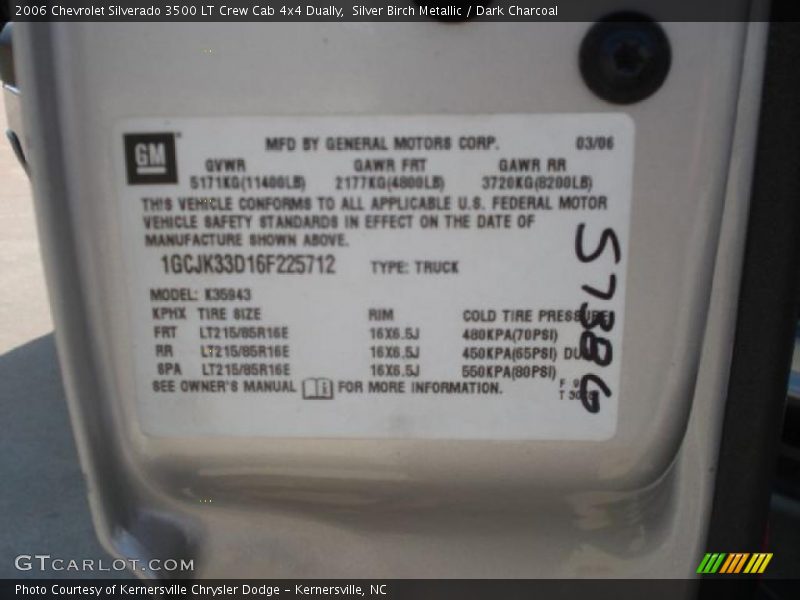 2006 Chevrolet Silverado 3500 LT Crew Cab 4x4 Dually,  Silver Birch Metallic / Dark Charcoal
GM
MFD BY GENERAL MOTORS CORP. 03/06
GVWR GAWR FRT GAWR RR
5171KG(11400LB) 2177KG(4800LB) 3720KG(8200LB)
THIS VEHICLE CONFORMS TO ALL APPLICABLE U.S. FEDERAL MOTOR
VEHICLE SAFETY STANDARDS IN EFFECT ON THE DATE OF
MANUFACTURE SHOWN ABOVE.
1GCJK33D16F225712 TYPE: TRUCK
MODEL: K35943
KPHX TIRE SIZE RIM COLD TIRE PRESSURE
FRT LT215/85R16E 16X6.5J 480KPA(70PSI)
RR LT215/85R16E 16X6.5J 450KPA(65PSI)
SPA LT215/85R16E 16X6.5J 550KPA(80PSI)
SEE OWNER'S MANUAL FOR MORE INFORMATION.
57386
GTCARLOT.COM
Photo Courtesy of Kernersville Chrysler Dodge – Kernersville, NC